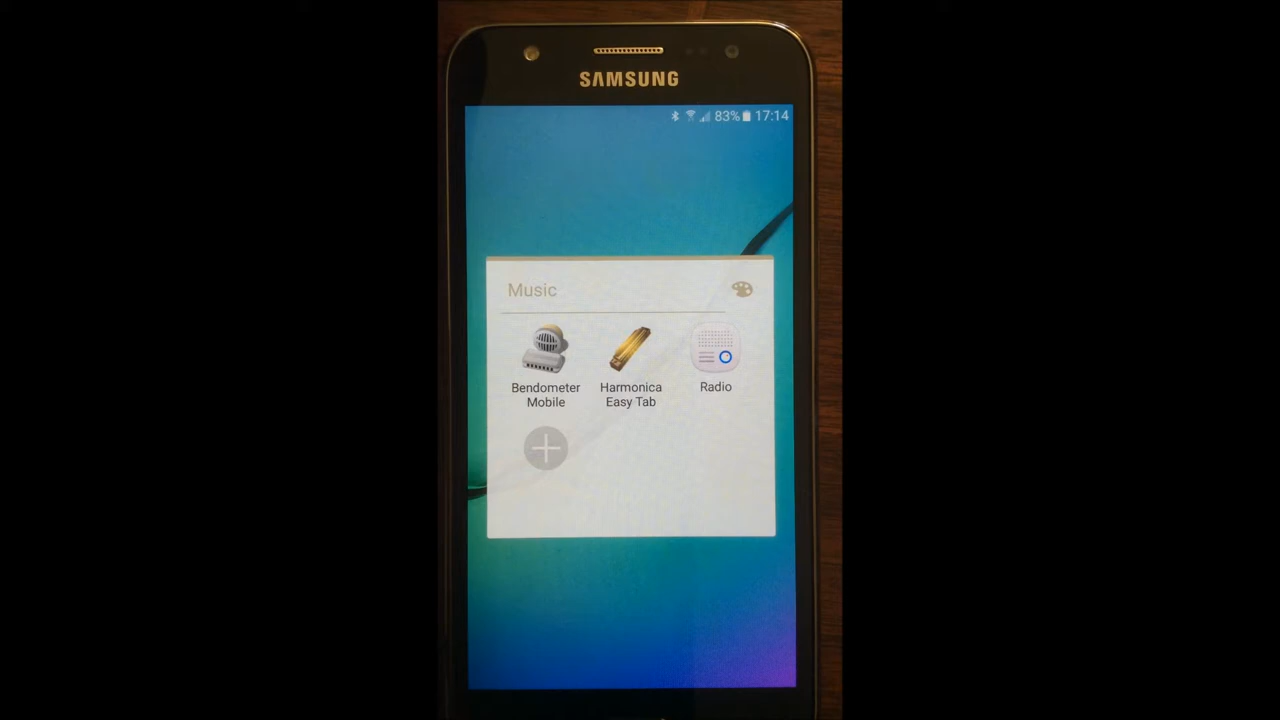 SAMSUNG
83% 17:14
Music
Bendometer
Mobile
Harmonica
Easy Tab
Radio